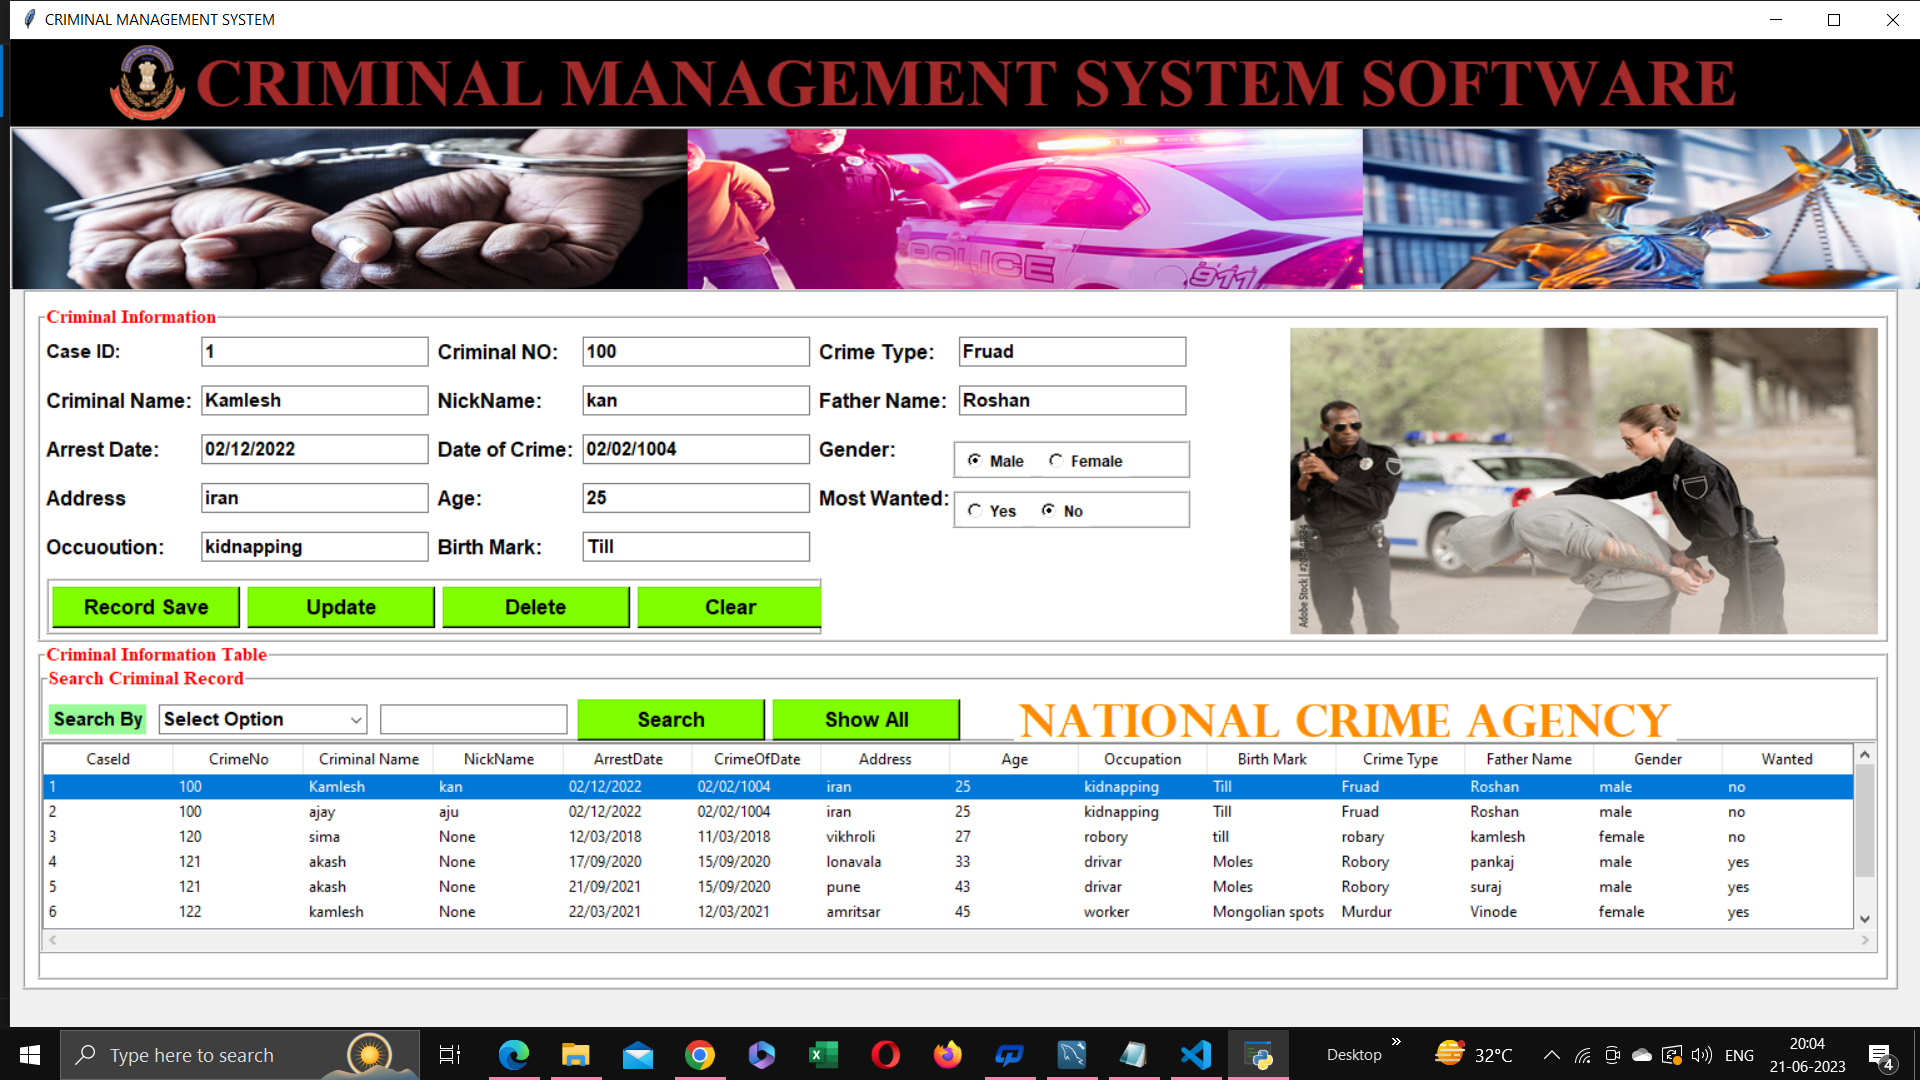 CRIMINAL MANAGEMENT SYSTEM
CRIMINAL MANAGEMENT SYSTEM SOFTWARE
POLICE
911
Criminal Information
Case ID: 1 Criminal NO: 100 Crime Type: Fruad
Criminal Name: Kamlesh NickName: kan Father Name: Roshan
Arrest Date: 02/12/2022 Date of Crime: 02/02/1004 Gender: Male Female
Address iran Age: 25 Most Wanted: Yes No
Occuoution: kidnapping Birth Mark: Till
Record Save Update Delete Clear
Criminal Information Table
Search Criminal Record
Search By Select Option Search Show All NATIONAL CRIME AGENCY
CaseId CrimeNo Criminal Name NickName ArrestDate CrimeOfDate Address Age Occupation Birth Mark Crime Type Father Name Gender Wanted
1 100 Kamlesh kan 02/12/2022 02/02/1004 iran 25 kidnapping Till Fruad Roshan male no
2 100 ajay aju 02/12/2022 02/02/1004 iran 25 kidnapping Till Fruad Roshan male no
3 120 sima None 12/03/2018 11/03/2018 vikhroli 27 robory till robary kamlesh female no
4 121 akash None 17/09/2020 15/09/2020 lonavala 33 drivar Moles Robory pankaj male yes
5 121 akash None 21/09/2021 15/09/2020 pune 43 drivar Moles Robory suraj male yes
6 122 kamlesh None 22/03/2021 12/03/2021 amritsar 45 worker Mongolian spots Murdur Vinode female yes
Type here to search Desktop 32°C ENG 20:04
21-06-2023 4